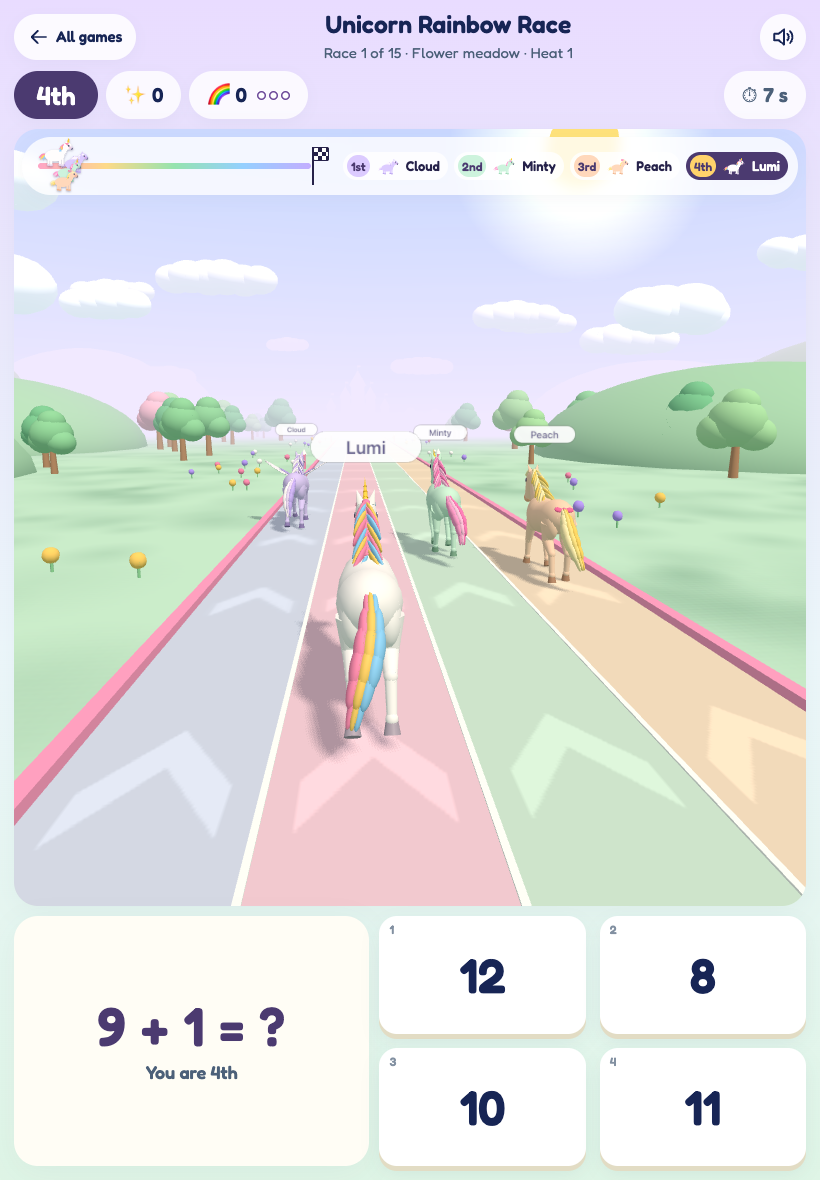 All games
Unicorn Rainbow Race
Race 1 of 15 · Flower meadow · Heat 1
4th
0
0
7 s
1st Cloud 2nd Minty 3rd Peach 4th Lumi
Cloud
Lumi
Minty
Peach
9 + 1 = ?
You are 4th
1
12
2
8
3
10
4
11